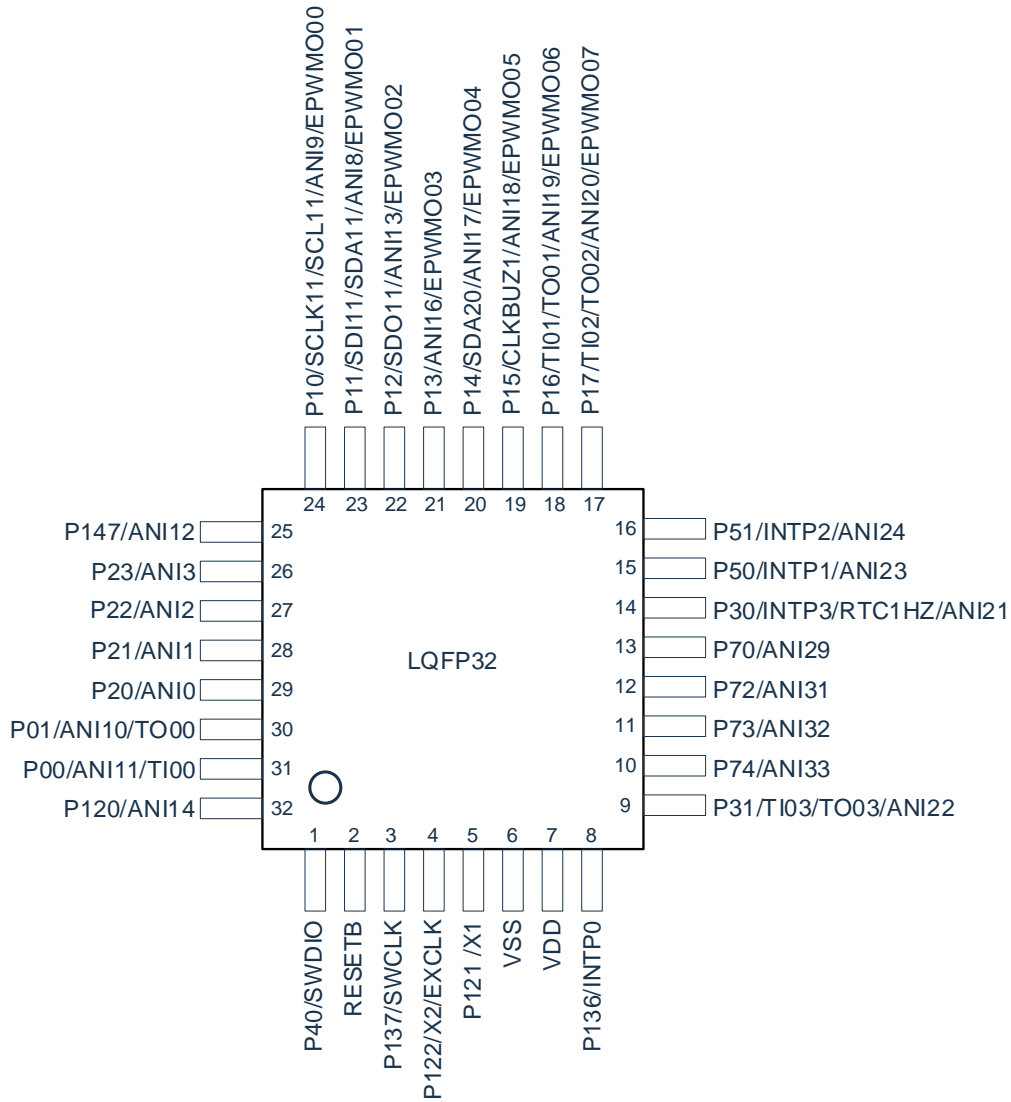 P10/SCLK11/SCL11/ANI9/EPWMO00
P11/SDI11/SDA11/ANI8/EPWMO01
P12/SDO11/ANI13/EPWMO02
P13/ANI16/EPWMO03
P14/SDA20/ANI17/EPWMO04
P15/CLKBUZ1/ANI18/EPWMO05
P16/TI01/TO01/ANI19/EPWMO06
P17/TI02/TO02/ANI20/EPWMO07
24 23 22 21 20 19 18 17
P147/ANI12 25
P23/ANI3 26
P22/ANI2 27
P21/ANI1 28
P20/ANI0 29
P01/ANI10/TO00 30
P00/ANI11/TI00 31
P120/ANI14 32
LQFP32
16 P51/INTP2/ANI24
15 P50/INTP1/ANI23
14 P30/INTP3/RTC1HZ/ANI21
13 P70/ANI29
12 P72/ANI31
11 P73/ANI32
10 P74/ANI33
9 P31/TI03/TO03/ANI22
1 2 3 4 5 6 7 8
P40/SWDIO
RESETB
P137/SWCLK
P122/X2/EXCLK
P121 /X1
VSS
VDD
P136/INTP0